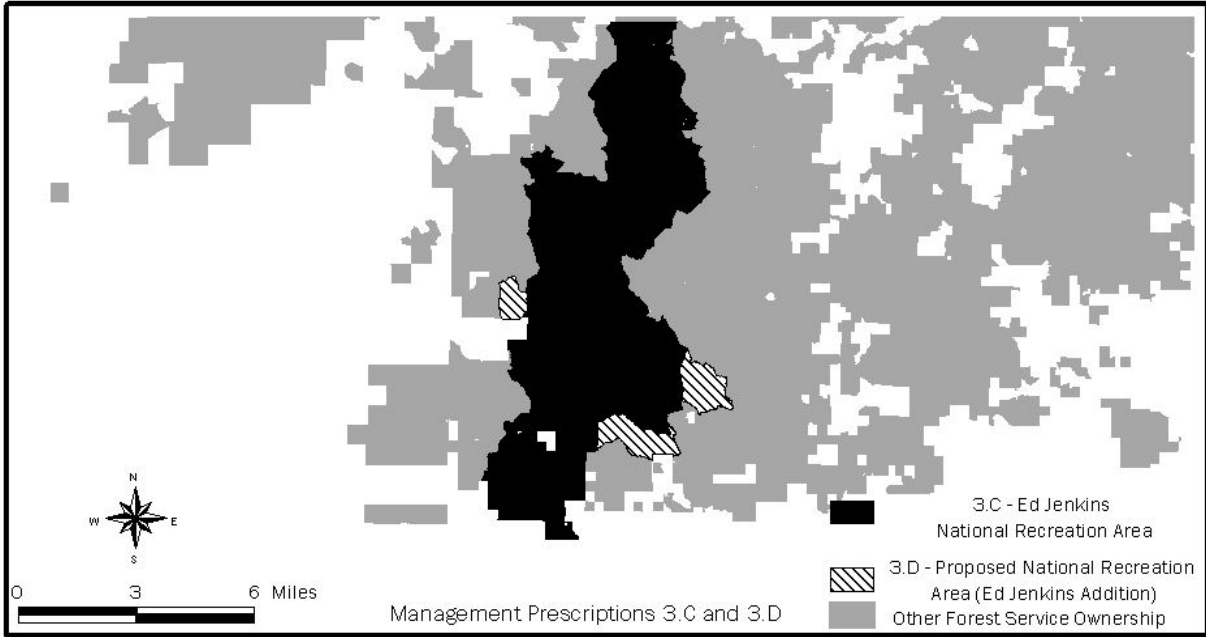 N
W E
S
0 3 6 Miles
Management Prescriptions 3.C and 3.D
3.C - Ed Jenkins
National Recreation Area
3.D - Proposed National Recreation
Area (Ed Jenkins Addition)
Other Forest Service Ownership